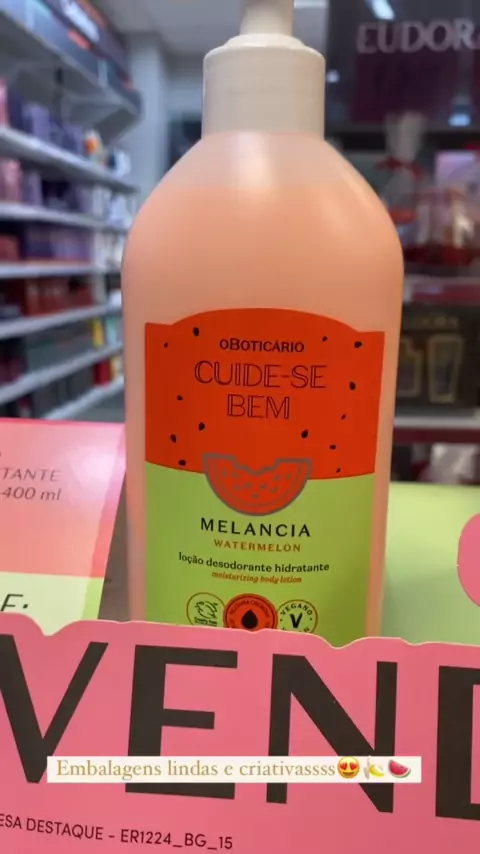 EUDORA
oBOTICÁRIO
CUIDE-SE
BEM
TANTE
400 ml
MELANCIA
WATERMELON
loção desodorante hidratante
moisturizing body lotion
VEGANO
V
E:
VEND
Embalagens lindas e criativassss😍🍌🍉
ESA DESTAQUE - ER1224_BG_15